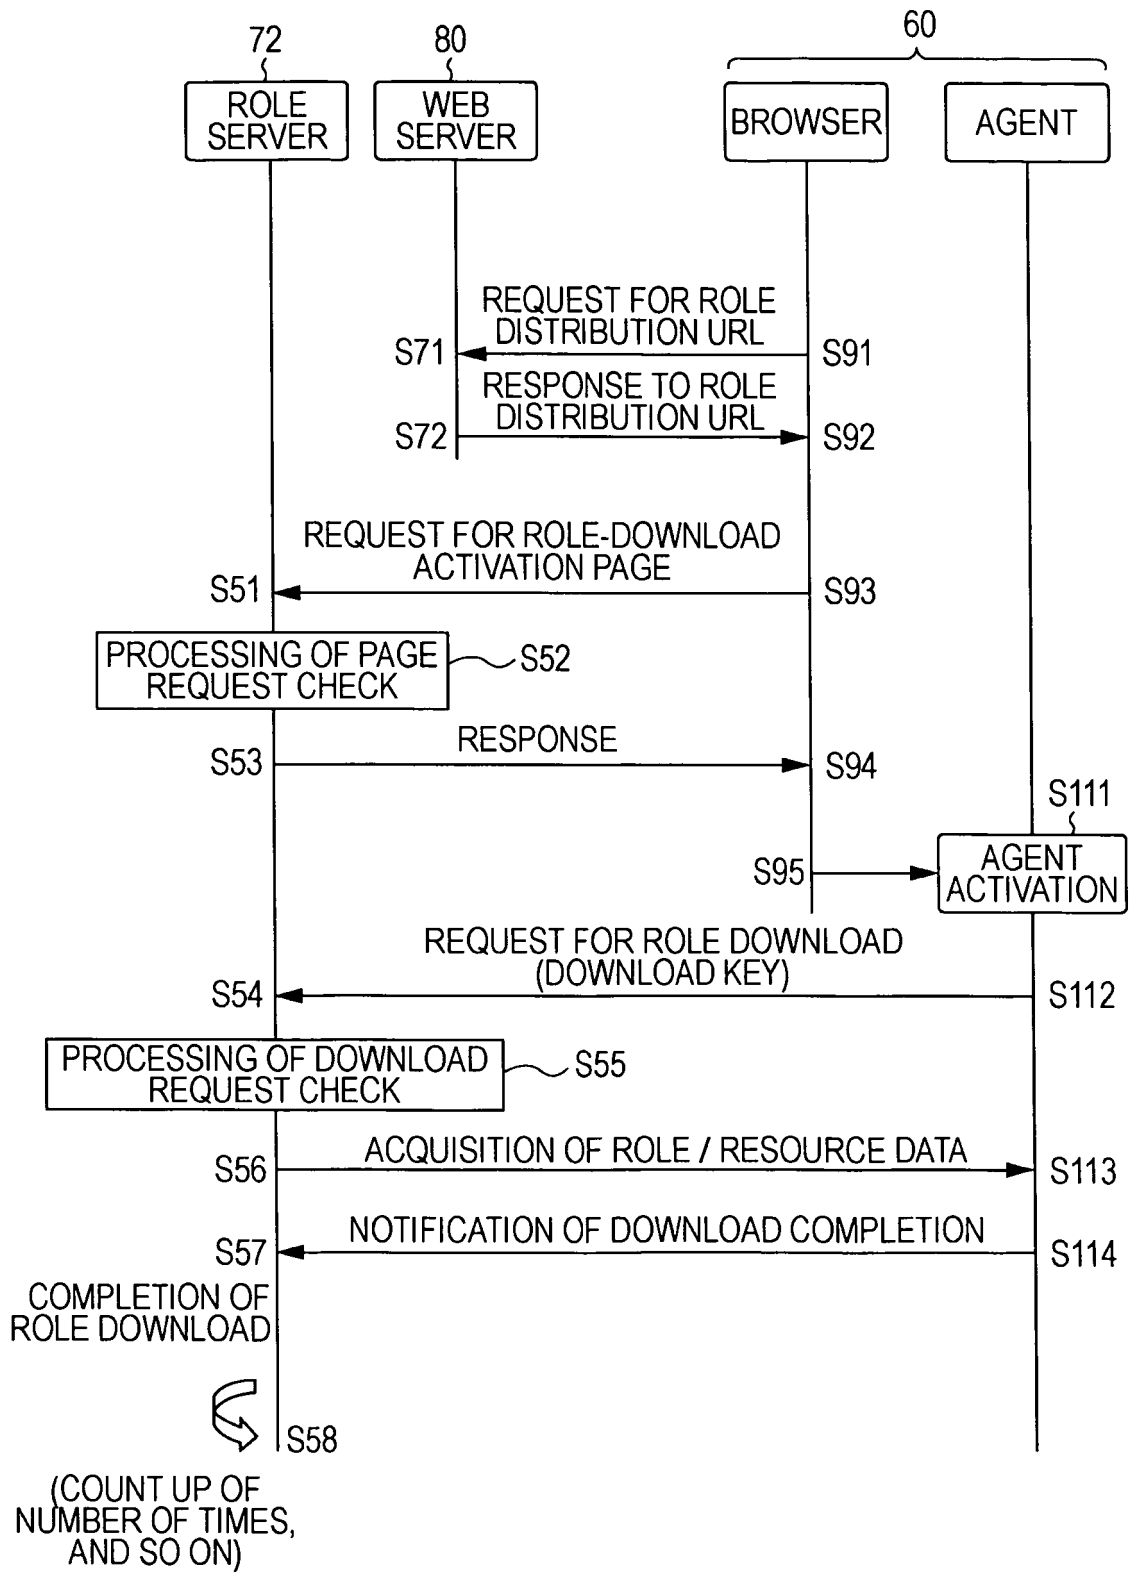 72
80
60
ROLE
SERVER
WEB
SERVER
BROWSER
AGENT
REQUEST FOR ROLE
DISTRIBUTION URL
S71
S91
RESPONSE TO ROLE
DISTRIBUTION URL
S72
S92
REQUEST FOR ROLE-DOWNLOAD
ACTIVATION PAGE
S51
S93
PROCESSING OF PAGE
REQUEST CHECK
S52
RESPONSE
S53
S94
S111
S95
AGENT
ACTIVATION
REQUEST FOR ROLE DOWNLOAD
(DOWNLOAD KEY)
S54
S112
PROCESSING OF DOWNLOAD
REQUEST CHECK
S55
ACQUISITION OF ROLE / RESOURCE DATA
S56
S113
NOTIFICATION OF DOWNLOAD COMPLETION
S57
S114
COMPLETION OF
ROLE DOWNLOAD
S58
(COUNT UP OF
NUMBER OF TIMES,
AND SO ON)